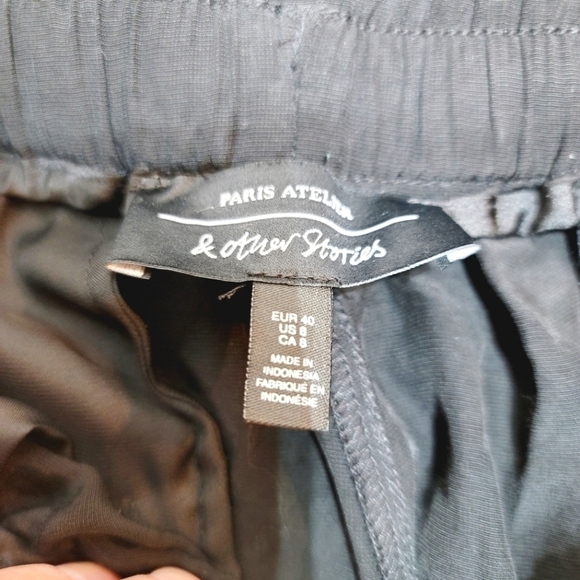 PARIS ATELIER
& other Stories
EUR 40
US 8
CA 8
MADE IN
INDONESIA
FABRIQUÉ EN
INDONÉSIE